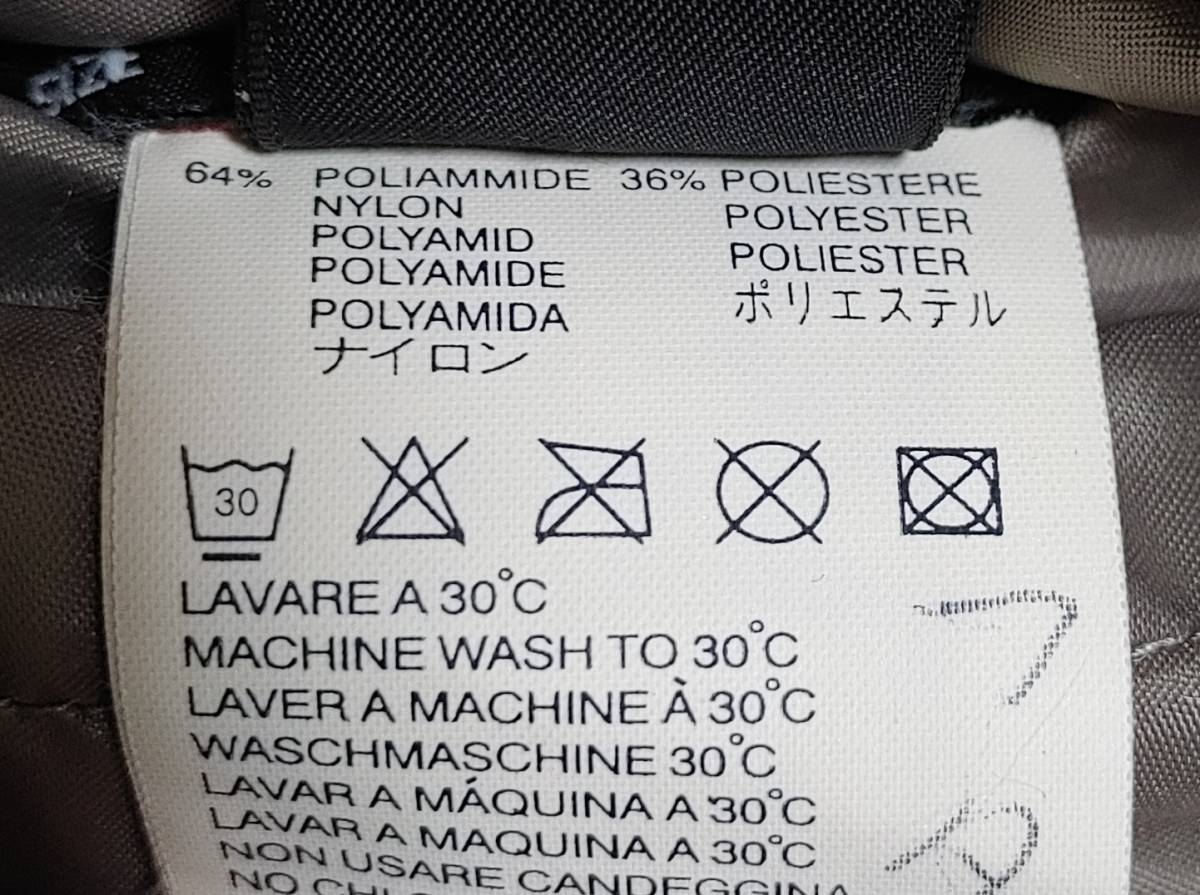 SIZE
64% POLIAMMIDE 36% POLIESTERE
NYLON POLYESTER
POLYAMID POLIESTER
POLYAMIDE ポリエステル
POLYAMIDA
ナイロン
30
LAVARE A 30°C
MACHINE WASH TO 30°C
LAVER A MACHINE À 30°C
WASCHMASCHINE 30°C
LAVAR A MÁQUINA A 30°C
LAVAR A MAQUINA A 30°C
NON USARE CANDEGGINA
NO